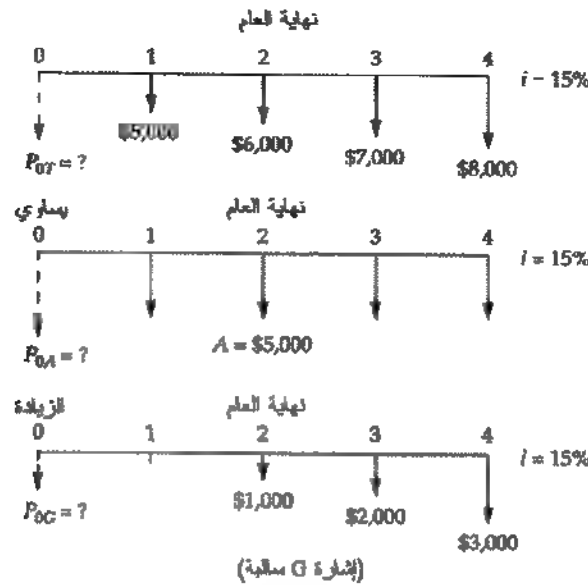 نهاية العام
0 1 2 3 4
i = 15%
$5,000 $6,000 $7,000 $8,000
P0T = ?
يساوي
نهاية العام
0 1 2 3 4
i = 15%
P0A = ?
A = $5,000
الزيادة
نهاية العام
0 1 2 3 4
i = 15%
P0G = ?
$1,000 $2,000 $3,000
(إشارة G سالبة)